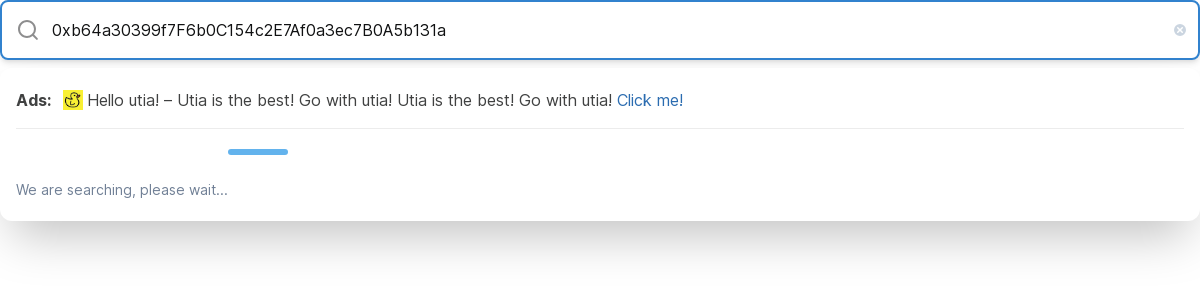 0xb64a30399f7F6b0C154c2E7Af0a3ec7B0A5b131a
Ads: Hello utia! – Utia is the best! Go with utia! Utia is the best! Go with utia! Click me!
We are searching, please wait...